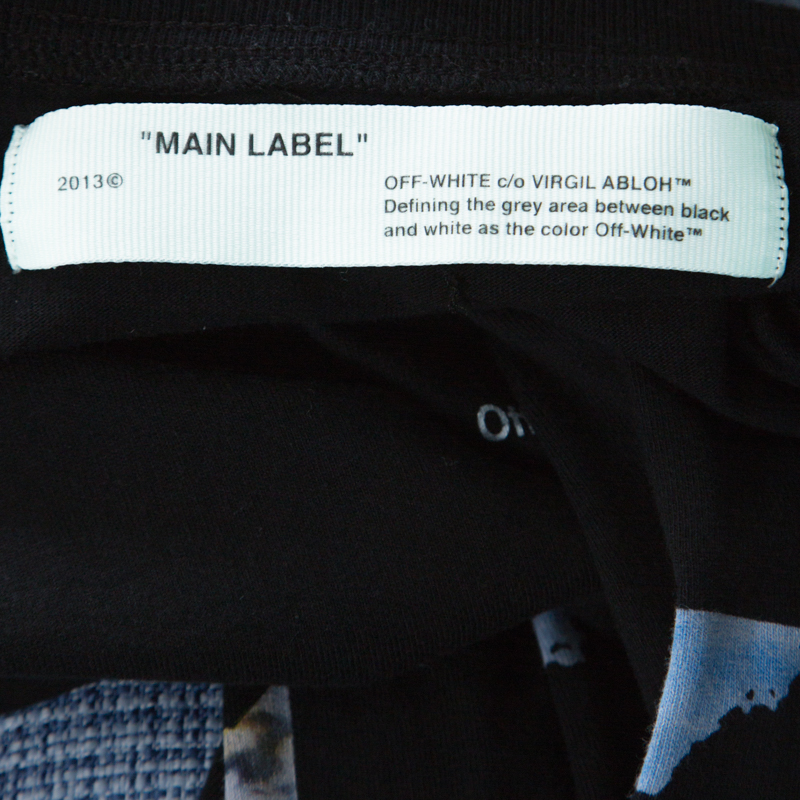 "MAIN LABEL"
2013©
OFF-WHITE c/o VIRGIL ABLOH™
Defining the grey area between black
and white as the color Off-White™